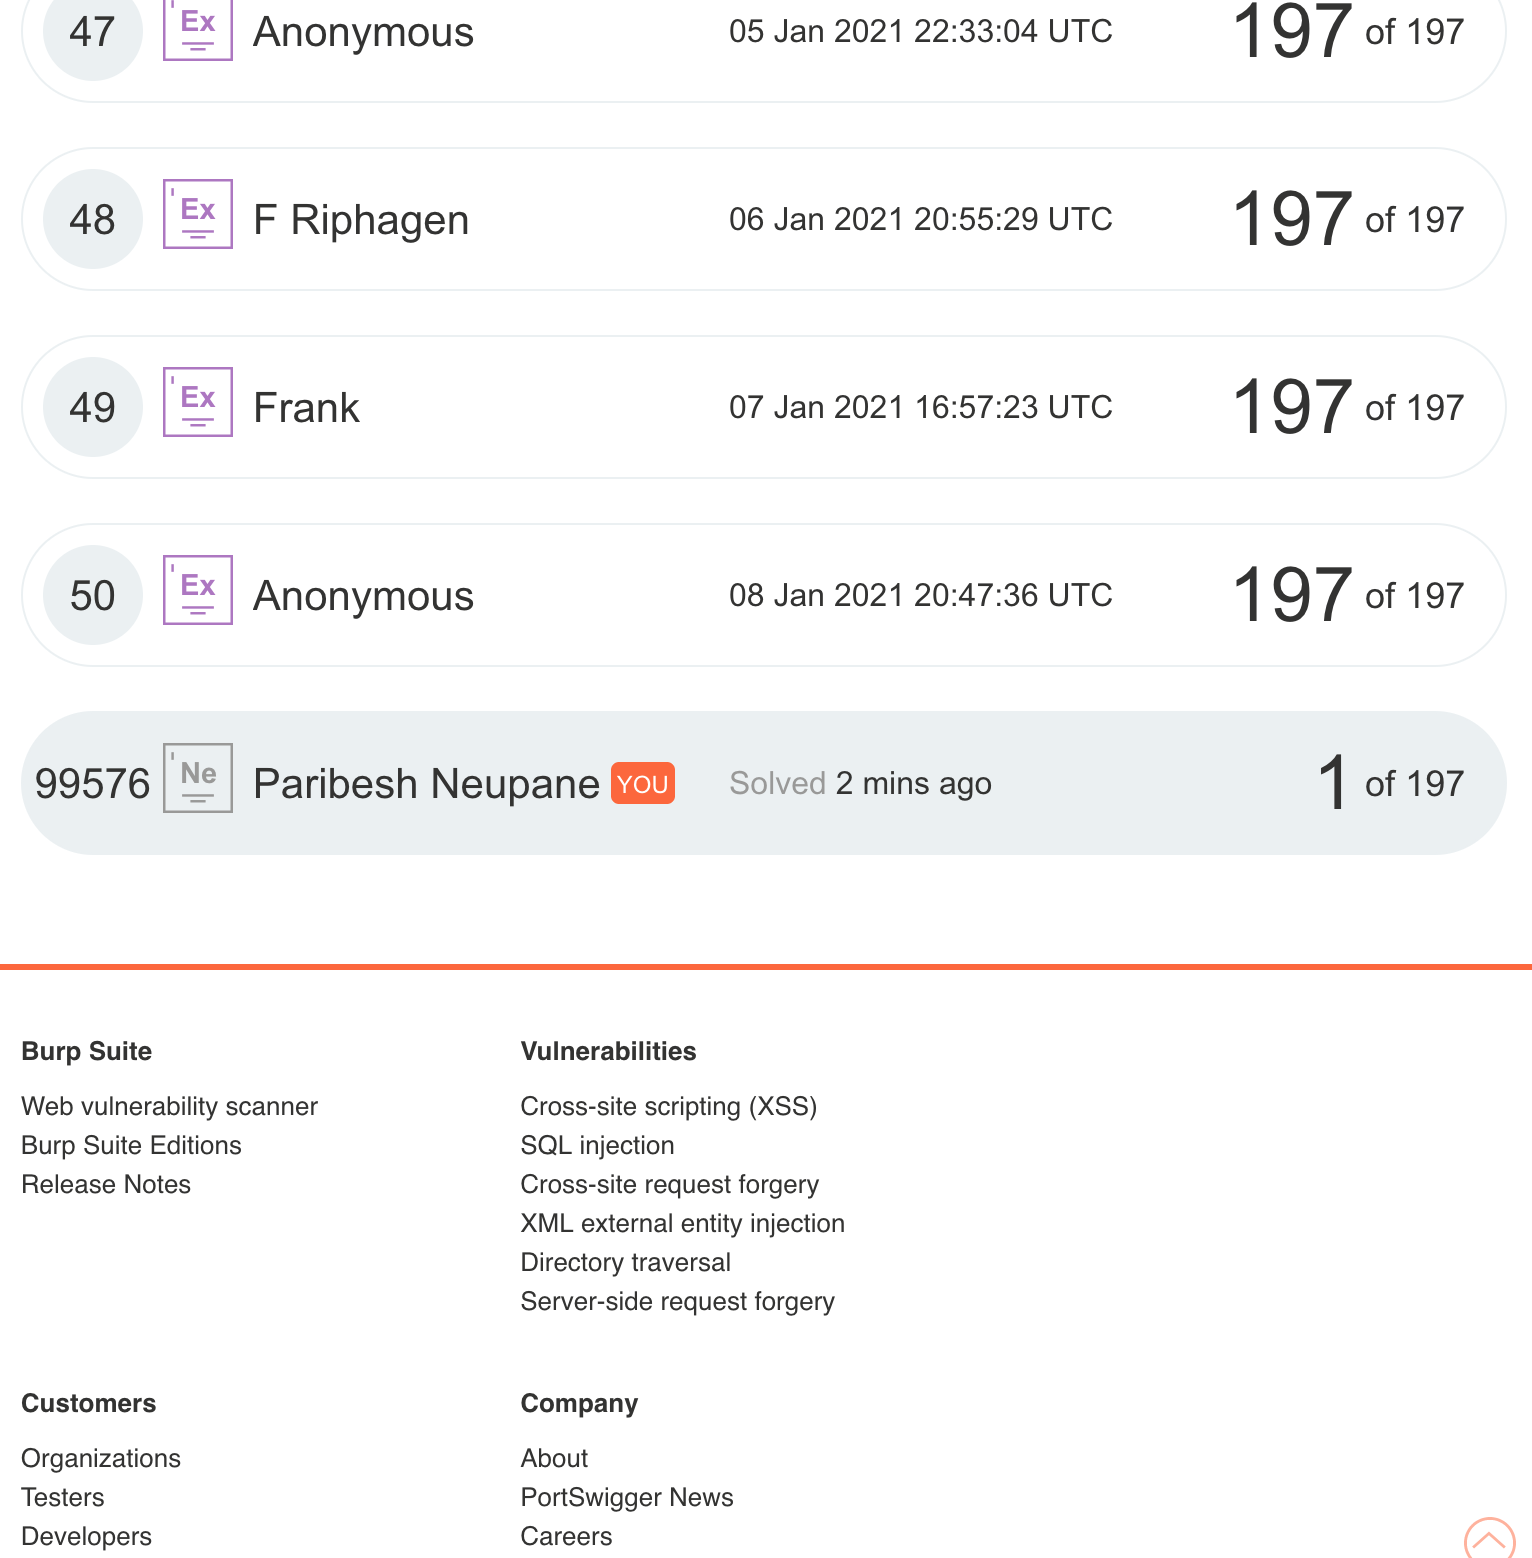 47 Ex Anonymous 05 Jan 2021 22:33:04 UTC 197 of 197
48 Ex F Riphagen 06 Jan 2021 20:55:29 UTC 197 of 197
49 Ex Frank 07 Jan 2021 16:57:23 UTC 197 of 197
50 Ex Anonymous 08 Jan 2021 20:47:36 UTC 197 of 197
99576 Ne Paribesh Neupane YOU Solved 2 mins ago 1 of 197
Burp Suite
Web vulnerability scanner
Burp Suite Editions
Release Notes
Vulnerabilities
Cross-site scripting (XSS)
SQL injection
Cross-site request forgery
XML external entity injection
Directory traversal
Server-side request forgery
Customers
Organizations
Testers
Developers
Company
About
PortSwigger News
Careers